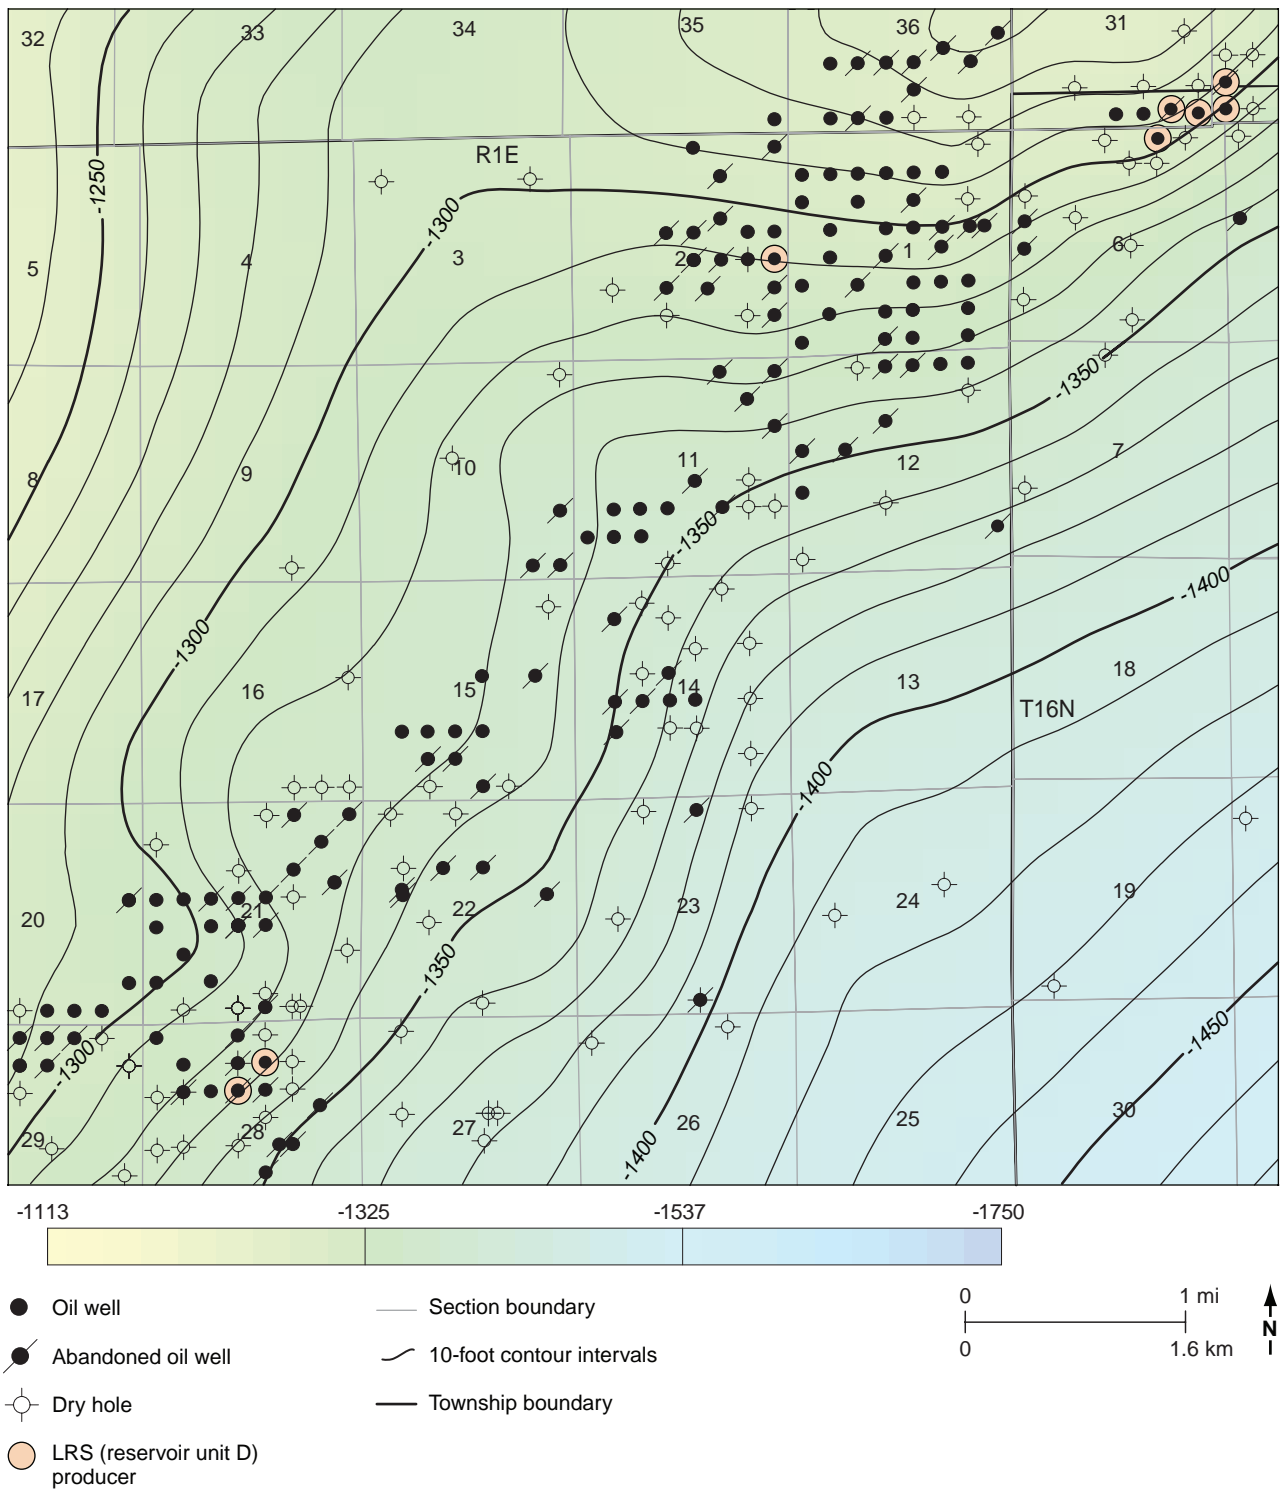 32 33 34 35 36 31
-1250
R1E
-1300
5 4 3 2 1 6
-1350
8 9 10 11 12 7
-1350
-1400
-1300
17 16 15 14 13 18
T16N
-1400
20 21 22 23 24 19
-1350
-1450
-1300
29 28 27 26 25 30
-1400
-1113 -1325 -1537 -1750
Oil well
Abandoned oil well
Dry hole
LRS (reservoir unit D)
producer
Section boundary
10-foot contour intervals
Township boundary
0 1 mi
0 1.6 km
N